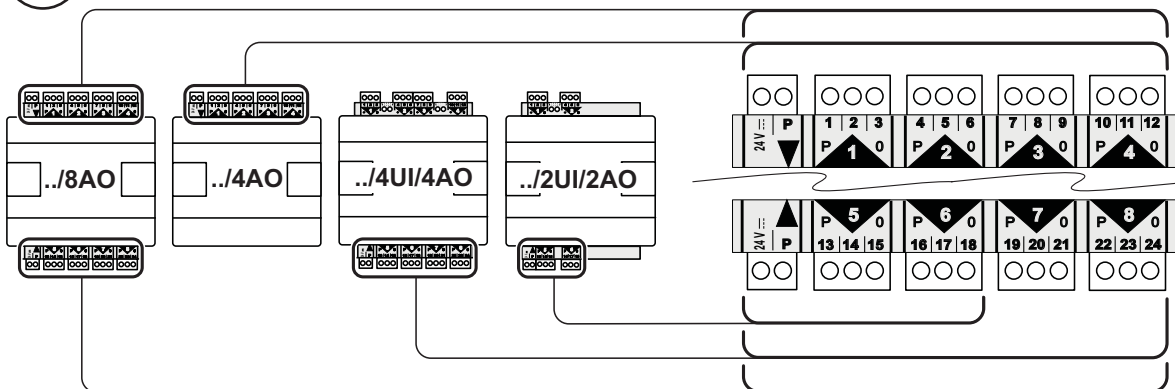 ../8AO
../4AO
../4UI/4AO
../2UI/2AO
24 V ⎓ P
1 2 3 4 5 6 7 8 9 10 11 12
P 1 0 P 2 0 P 3 0 P 4 0
P 5 0 P 6 0 P 7 0 P 8 0
24 V ⎓ P
13 14 15 16 17 18 19 20 21 22 23 24